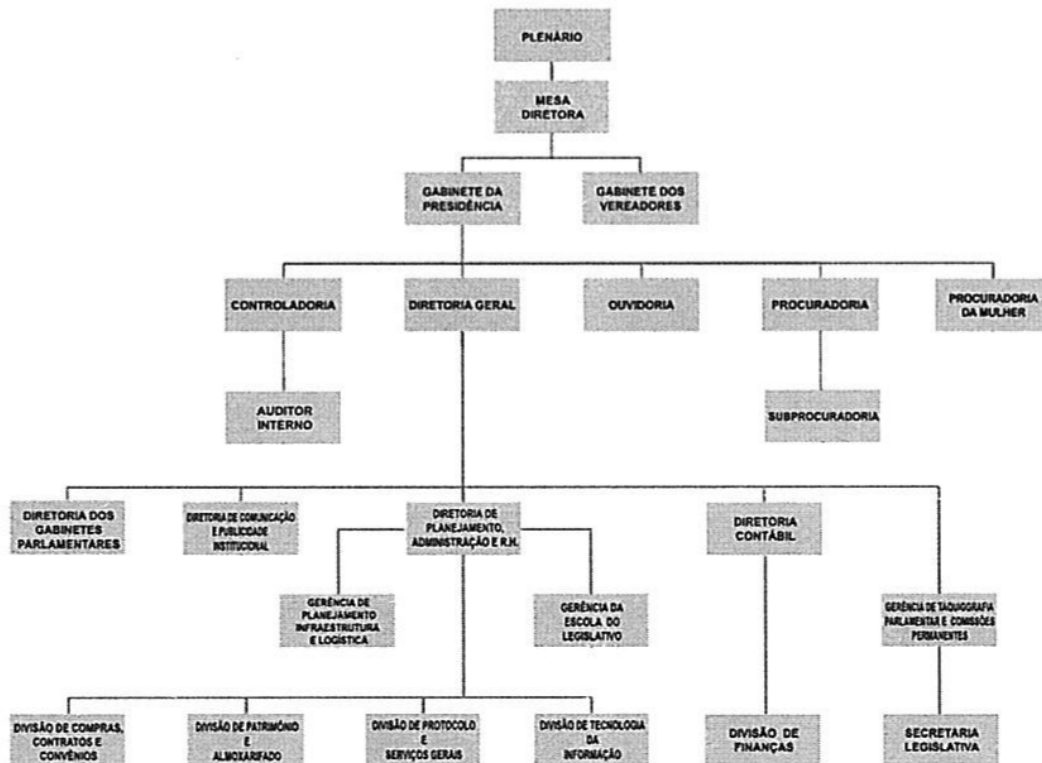 PLENÁRIO
MESA
DIRETORA
GABINETE DA
PRESIDÊNCIA
GABINETE DOS
VEREADORES
CONTROLADORIA
DIRETORIA GERAL
OUVIDORIA
PROCURADORIA
PROCURADORIA
DA MULHER
AUDITOR
INTERNO
SUBPROCURADORIA
DIRETORIA DOS
GABINETES
PARLAMENTARES
DIRETORIA DE COMUNICAÇÃO
E PUBLICIDADE
INSTITUCIONAL
DIRETORIA DE
PLANEJAMENTO,
ADMINISTRAÇÃO E R.H.
DIRETORIA
CONTÁBIL
GERÊNCIA DE
PLANEJAMENTO
INFRAESTRUTURA
E LOGÍSTICA
GERÊNCIA DA
ESCOLA DO
LEGISLATIVO
GERÊNCIA DE TAQUIGRAFIA
PARLAMENTAR E COMISSÕES
PERMANENTES
DIVISÃO DE COMPRAS,
CONTRATOS E
CONVÊNIOS
DIVISÃO DE PATRIMÔNIO
E
ALMOXARIFADO
DIVISÃO DE PROTOCOLO
E
SERVIÇOS GERAIS
DIVISÃO DE TECNOLOGIA
DA
INFORMAÇÃO
DIVISÃO DE
FINANÇAS
SECRETARIA
LEGISLATIVA